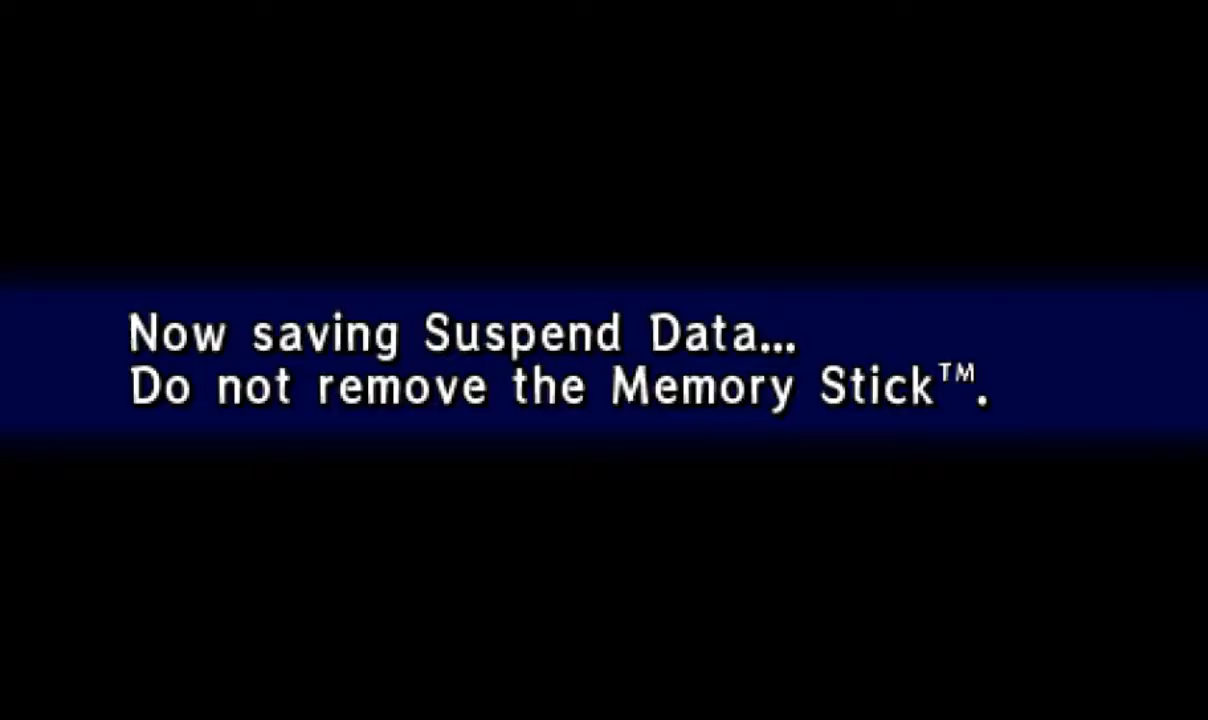 Now saving Suspend Data…
Do not remove the Memory Stick™.